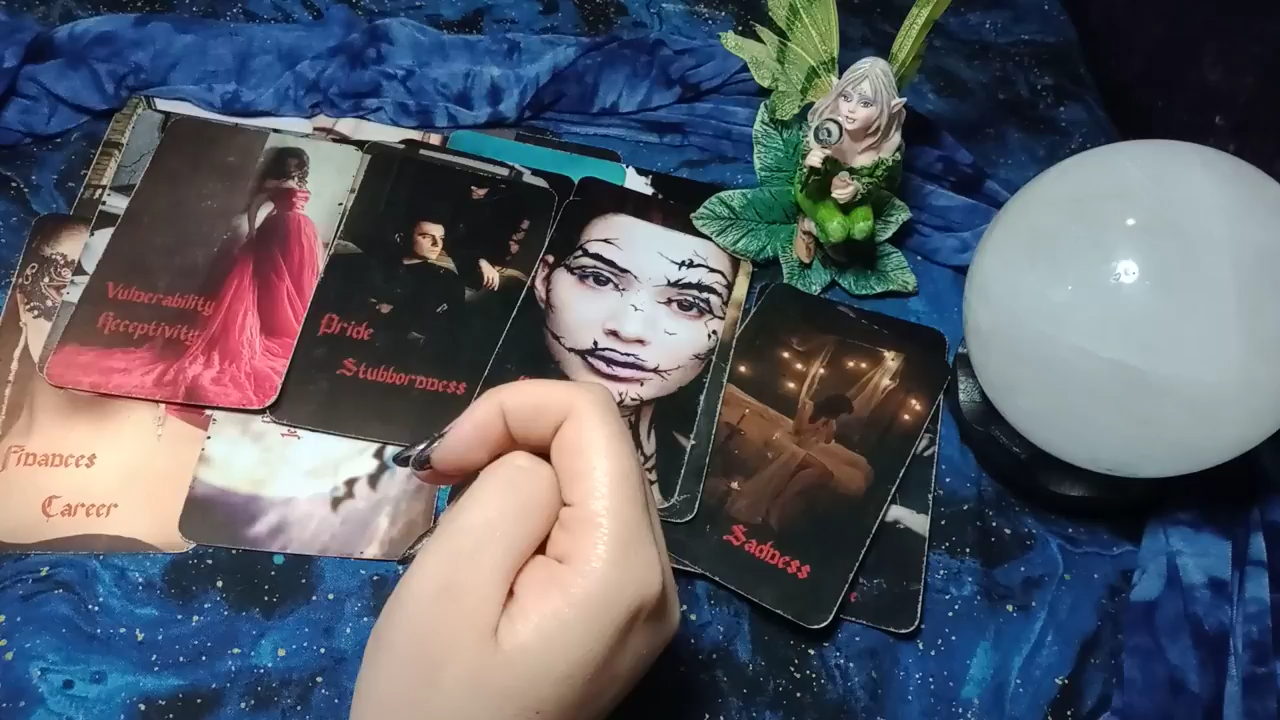 Vulnerability
Receptivity
Pride
Stubbornness
Sadness
Finances
Career